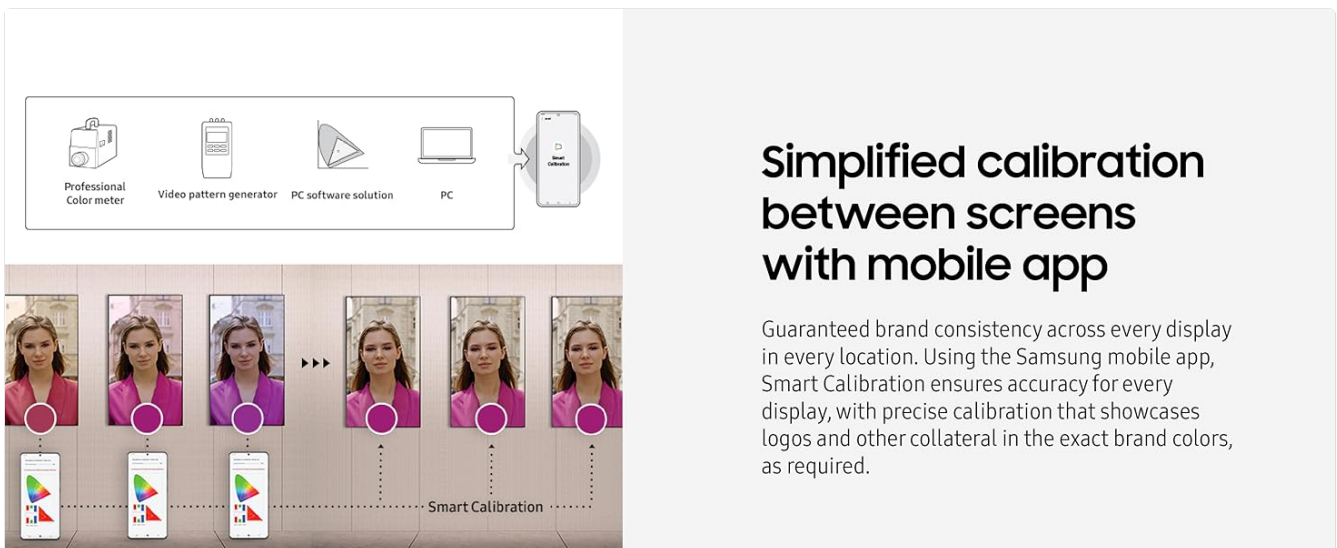 Professional
Color meter
Video pattern generator
PC software solution
PC
Smart
Calibration
Smart Calibration
Simplified calibration
between screens
with mobile app
Guaranteed brand consistency across every display
in every location. Using the Samsung mobile app,
Smart Calibration ensures accuracy for every
display, with precise calibration that showcases
logos and other collateral in the exact brand colors,
as required.